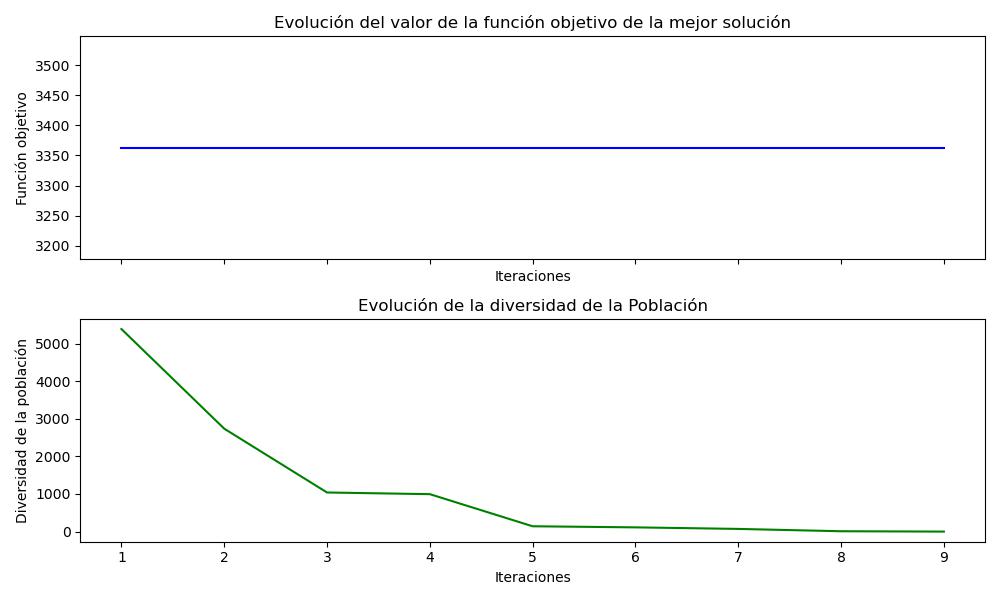 Evolución del valor de la función objetivo de la mejor solución
Función objetivo
3500
3450
3400
3350
3300
3250
3200
Iteraciones
Evolución de la diversidad de la Población
Diversidad de la población
5000
4000
3000
2000
1000
0
1 2 3 4 5 6 7 8 9
Iteraciones